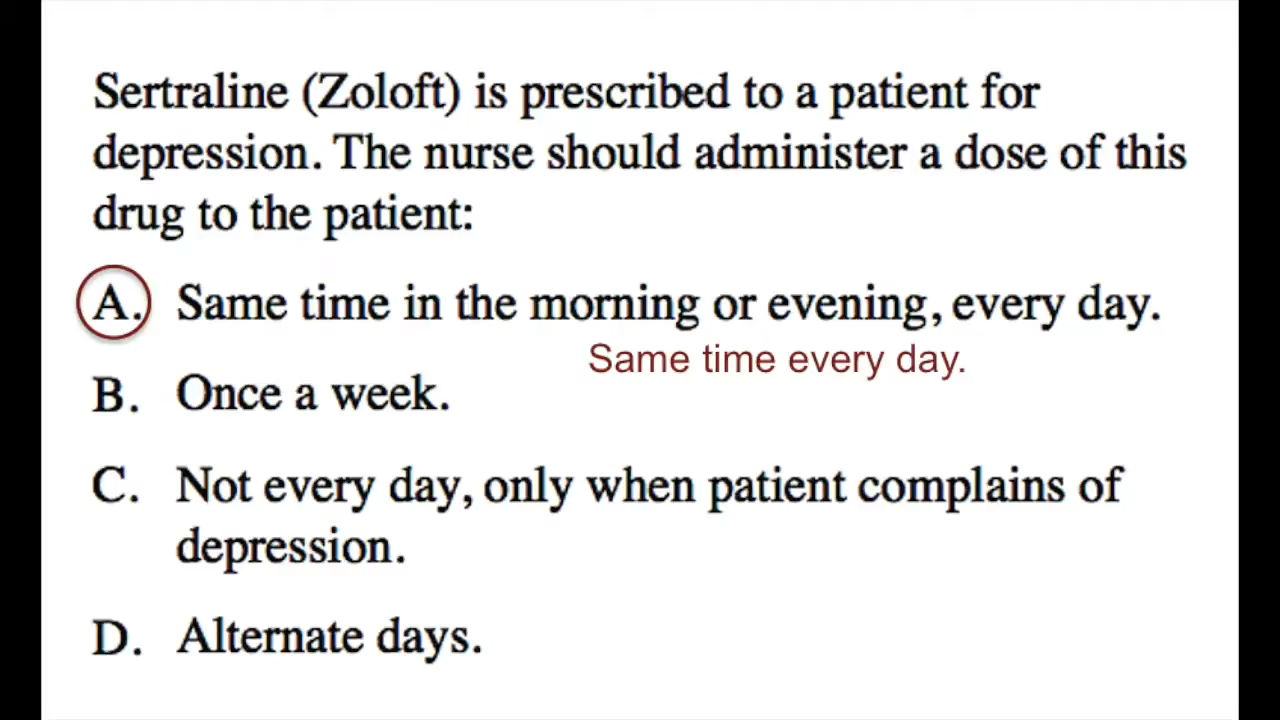 Sertraline (Zoloft) is prescribed to a patient for
depression. The nurse should administer a dose of this
drug to the patient:
A. Same time in the morning or evening, every day.
Same time every day.
B. Once a week.
C. Not every day, only when patient complains of
depression.
D. Alternate days.